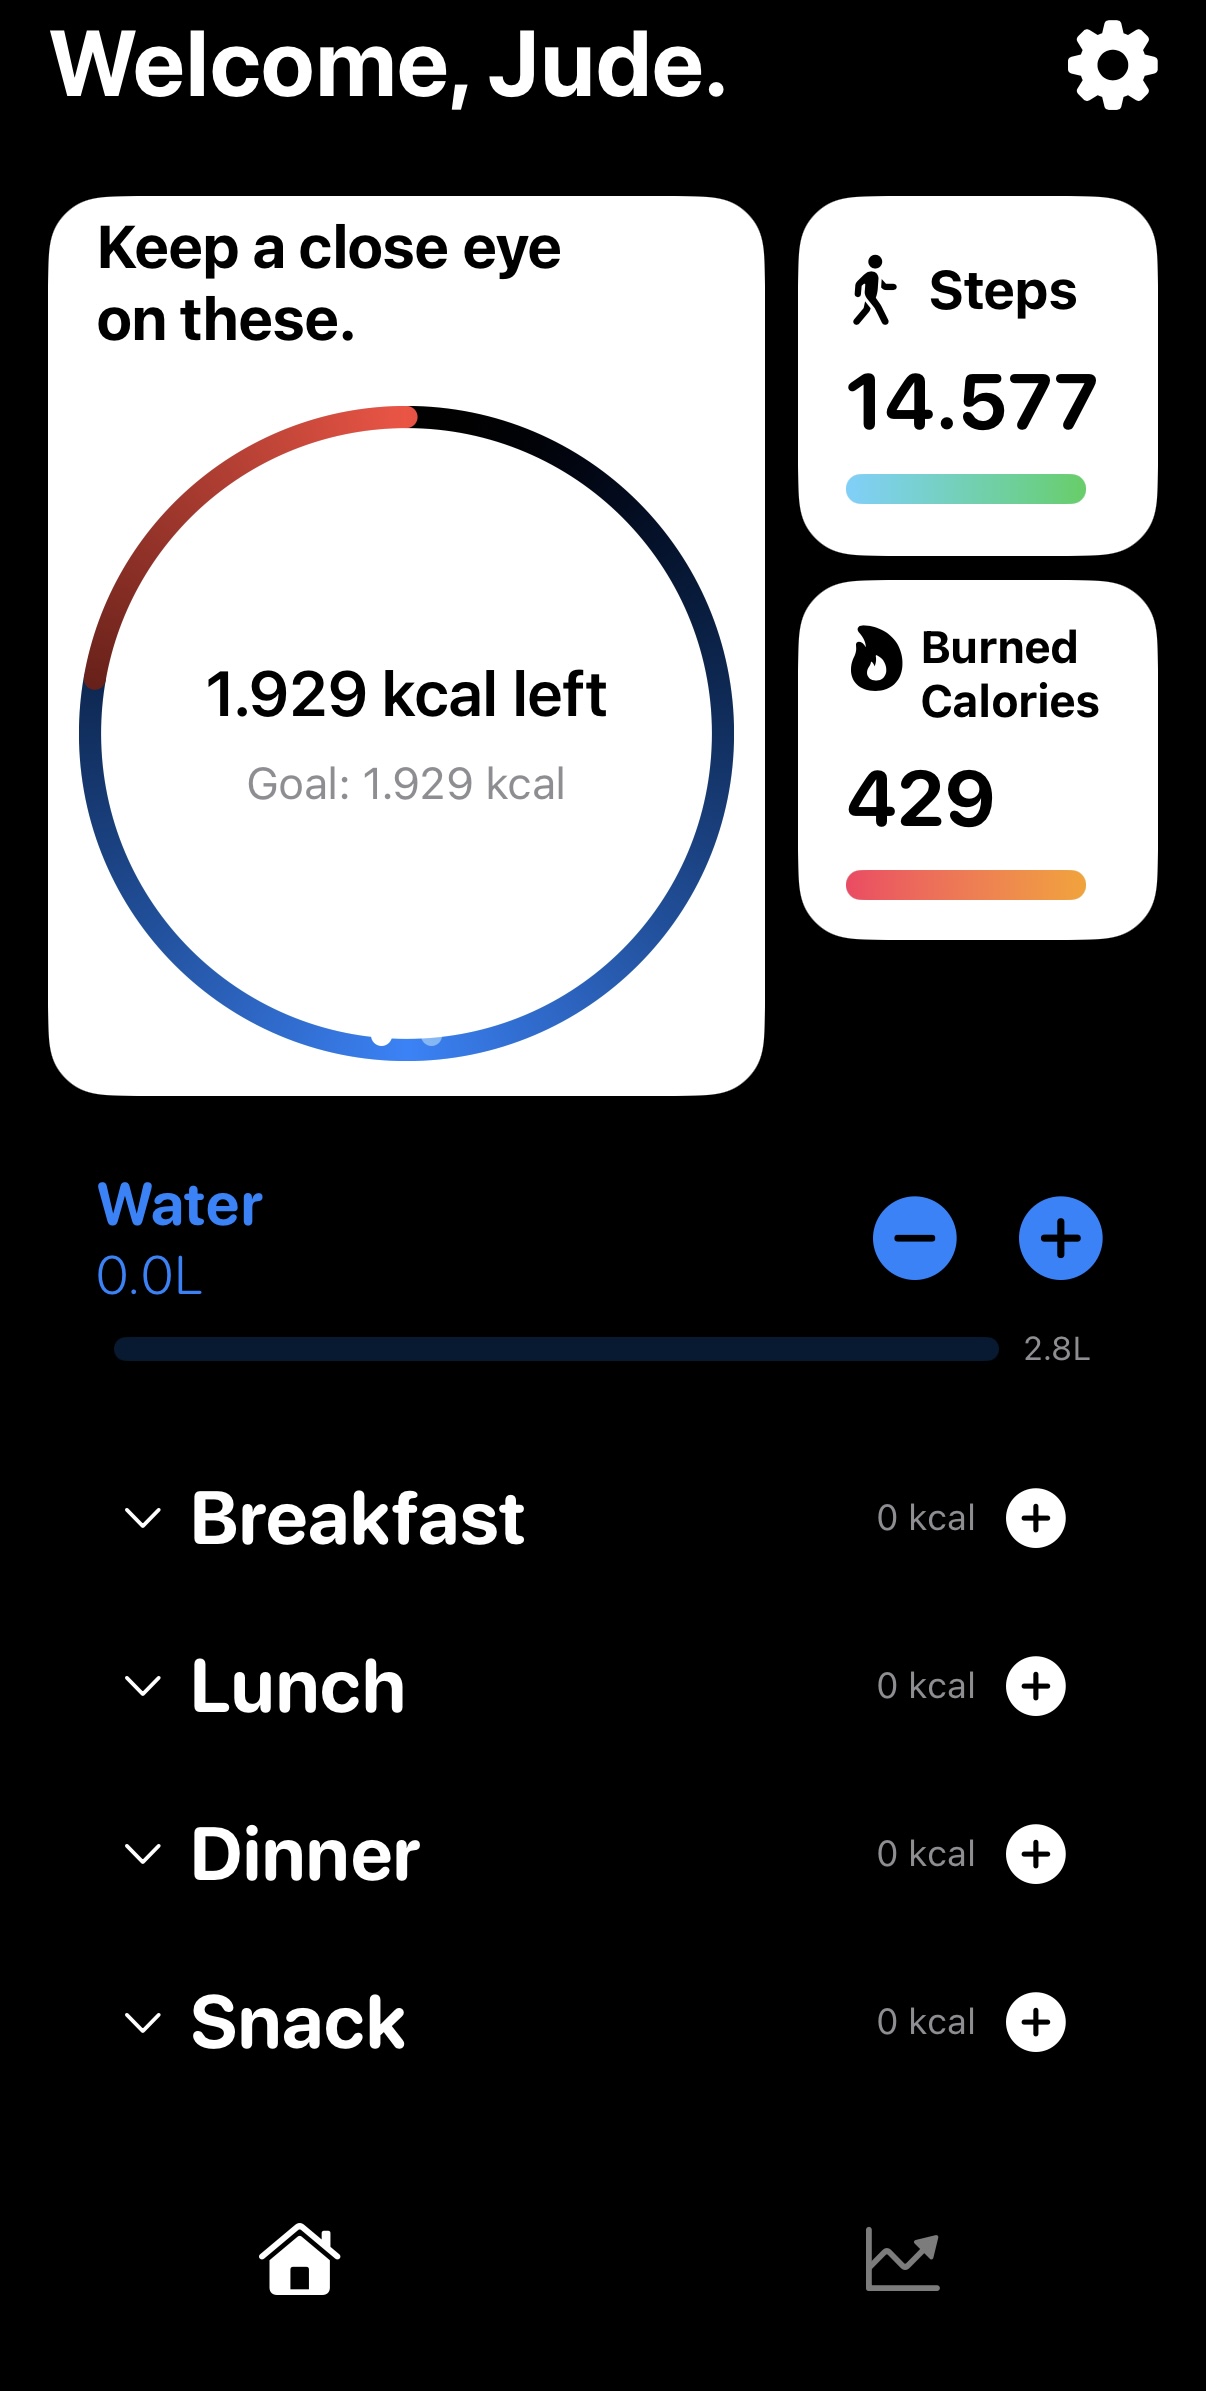 Welcome, Jude.
Keep a close eye
on these.
1.929 kcal left
Goal: 1.929 kcal
Steps
14.577
Burned
Calories
429
Water
0.0L
2.8L
Breakfast
0 kcal
Lunch
0 kcal
Dinner
0 kcal
Snack
0 kcal